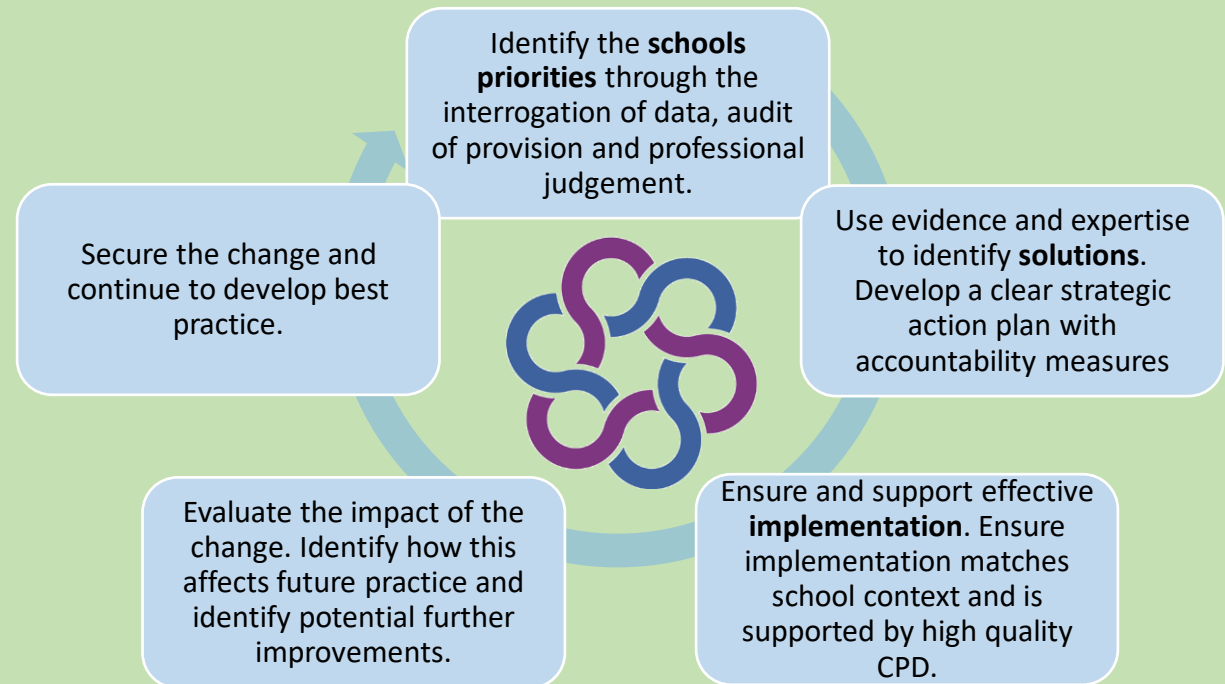 Identify the schools
priorities through the
interrogation of data, audit
of provision and professional
judgement.
Use evidence and expertise
to identify solutions.
Develop a clear strategic
action plan with
accountability measures
Ensure and support effective
implementation. Ensure
implementation matches
school context and is
supported by high quality
CPD.
Evaluate the impact of the
change. Identify how this
affects future practice and
identify potential further
improvements.
Secure the change and
continue to develop best
practice.